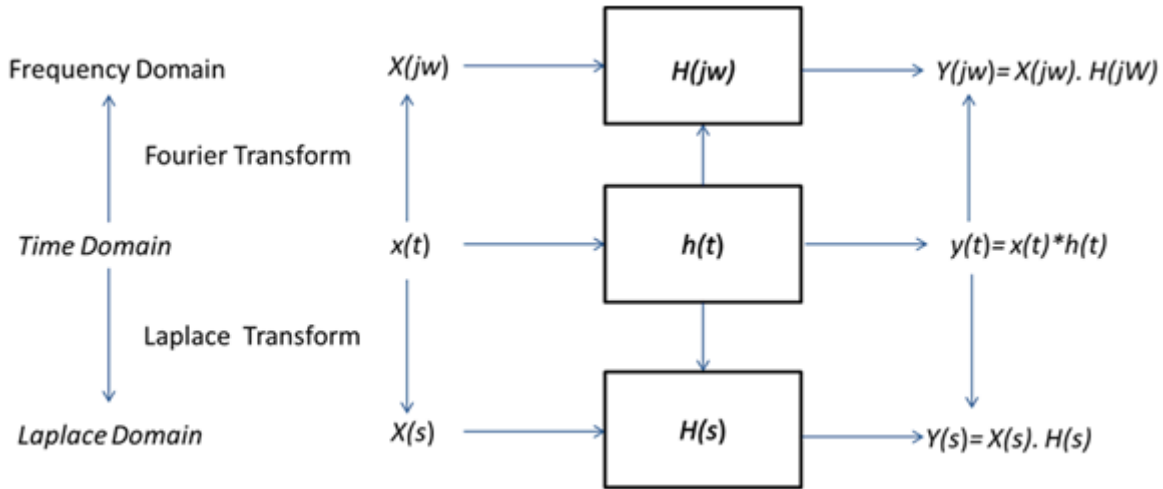 Frequency Domain
X(jw)
H(jw)
Y(jw)= X(jw). H(jW)
Fourier Transform
Time Domain
x(t)
h(t)
y(t)= x(t)*h(t)
Laplace Transform
Laplace Domain
X(s)
H(s)
Y(s)= X(s). H(s)